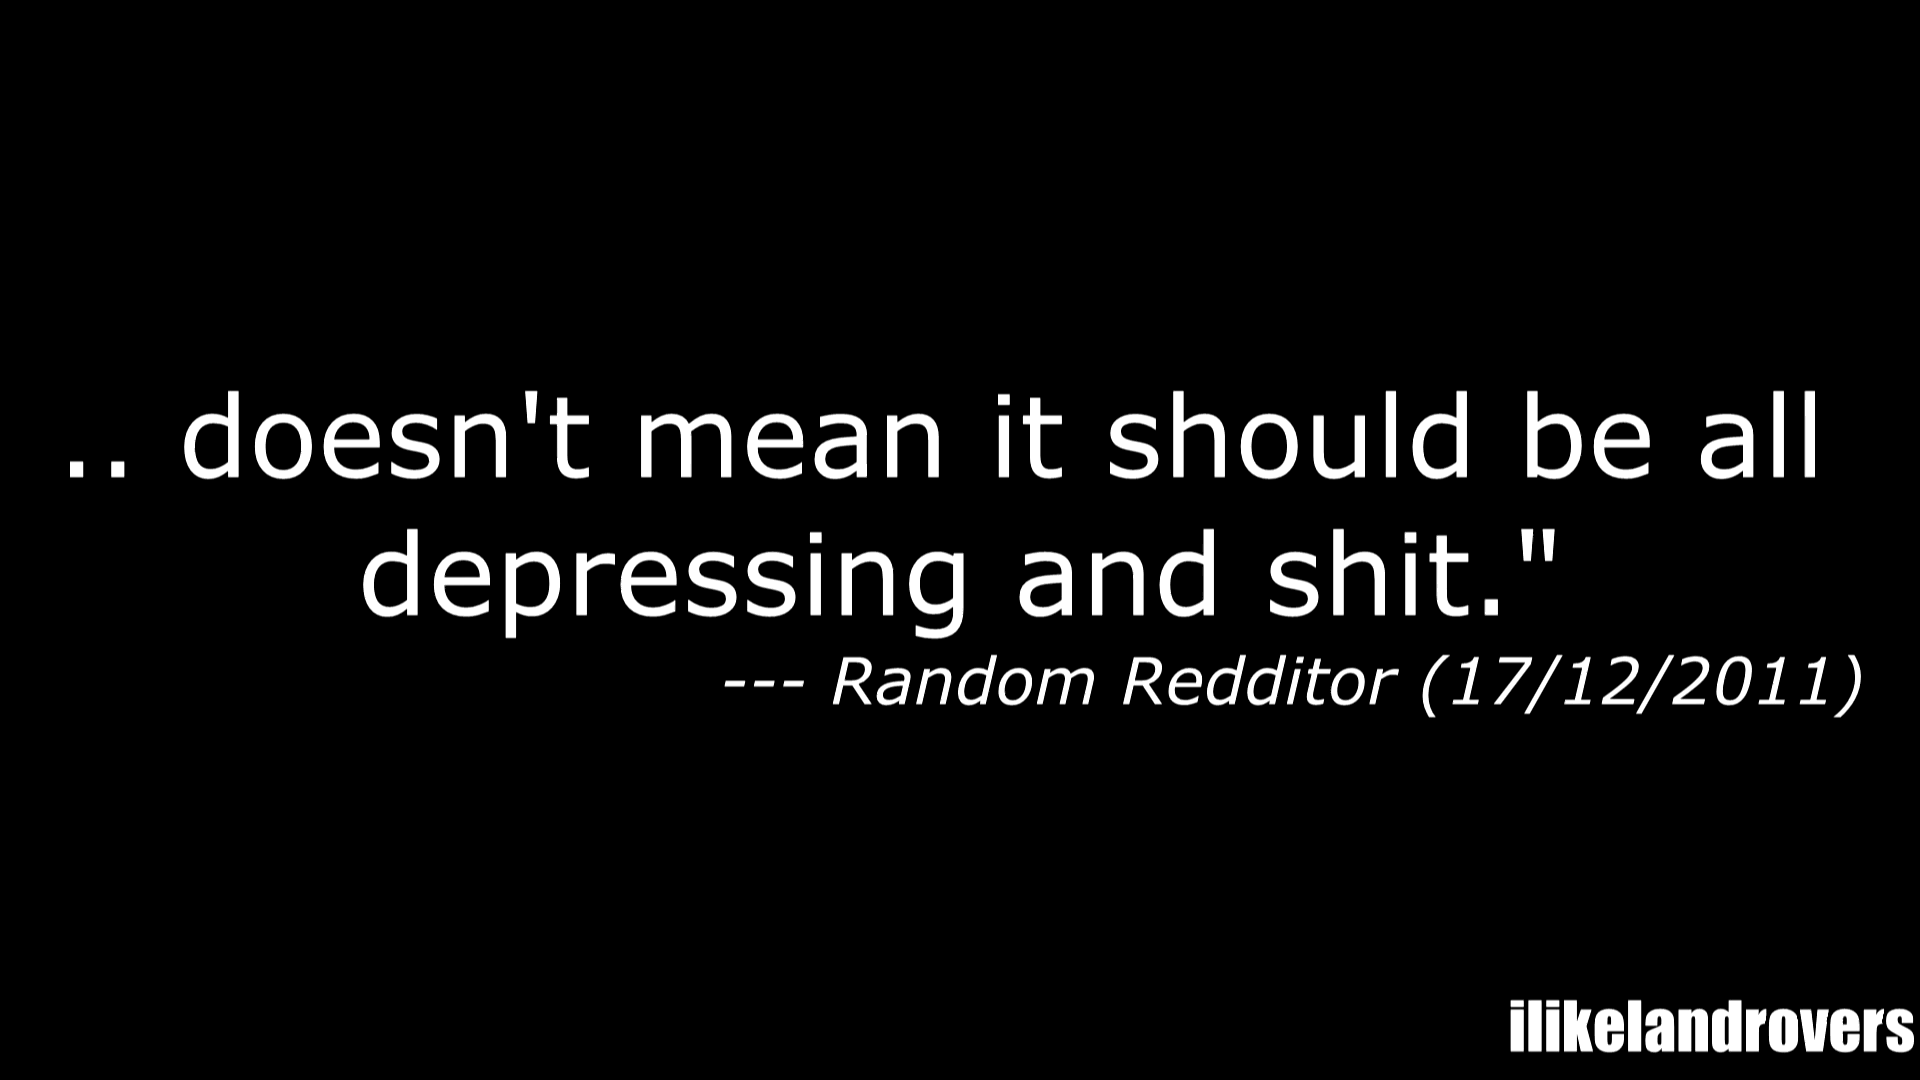 .. doesn't mean it should be all
depressing and shit."
--- Random Redditor (17/12/2011)
ilikelandrovers